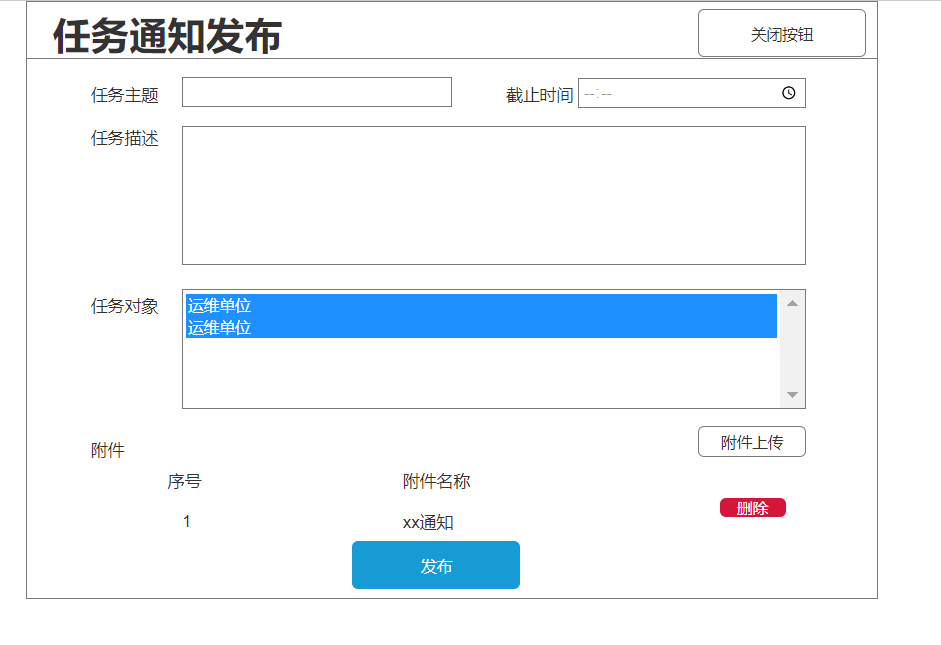 任务通知发布
关闭按钮
任务主题
截止时间 --:--
任务描述
任务对象
运维单位
运维单位
附件
附件上传
序号 附件名称
1 xx通知 删除
发布